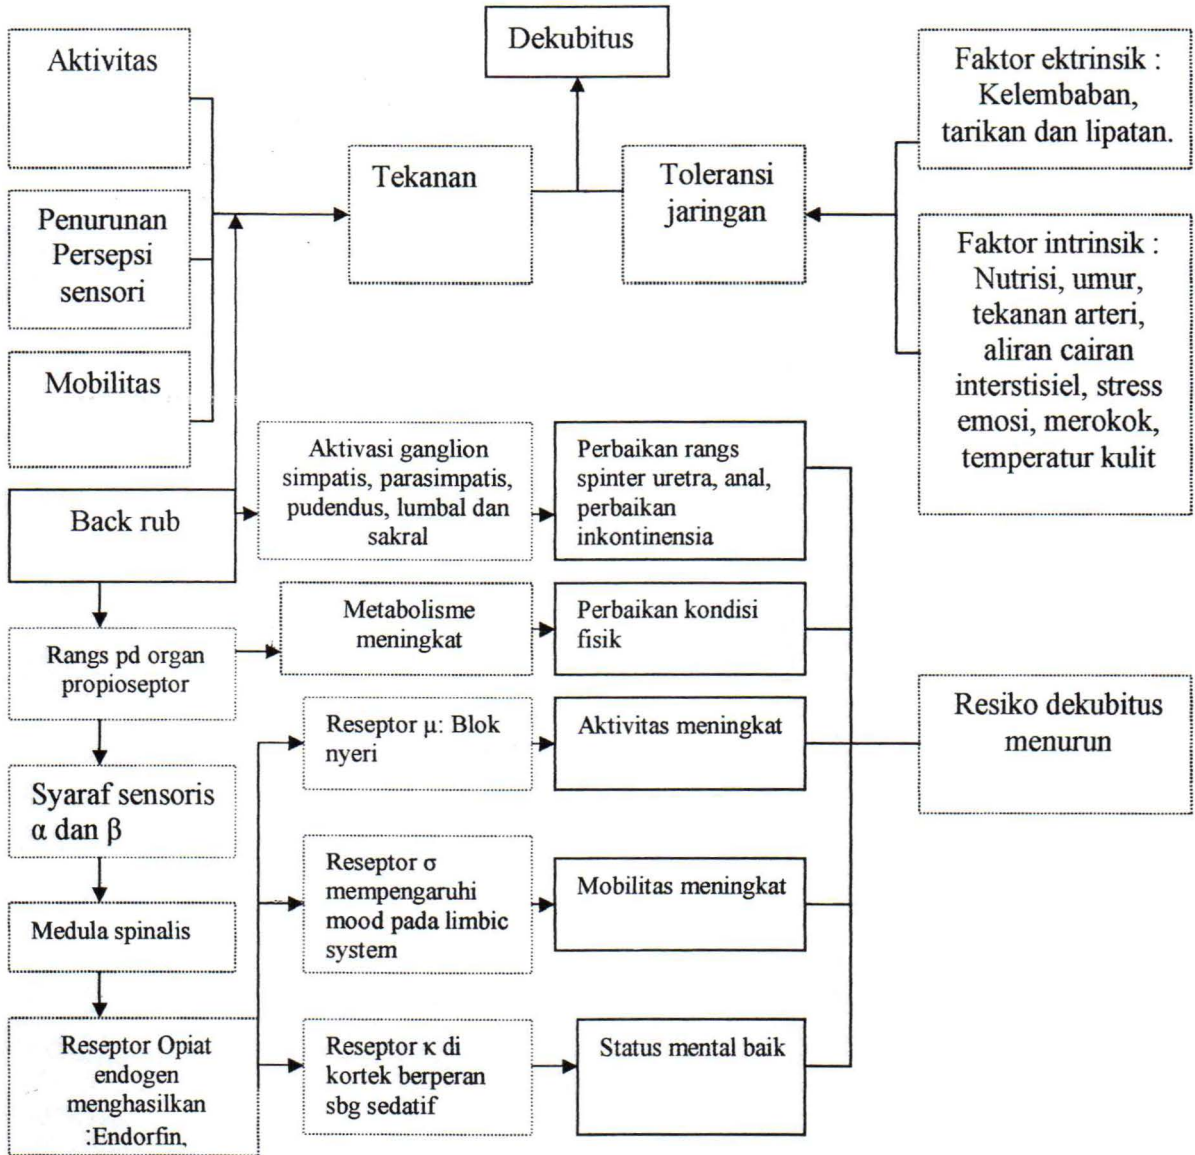 Dekubitus
Aktivitas
Faktor ektrinsik :
Kelembaban,
tarikan dan lipatan.
Tekanan
Toleransi
jaringan
Penurunan
Persepsi
sensori
Faktor intrinsik :
Nutrisi, umur,
tekanan arteri,
aliran cairan
interstisiel, stress
emosi, merokok,
temperatur kulit
Mobilitas
Back rub
Aktivasi ganglion
simpatis, parasimpatis,
pudendus, lumbal dan
sakral
Perbaikan rangs
spinter uretra, anal,
perbaikan
inkontinensia
Rangs pd organ
propioseptor
Metabolisme
meningkat
Perbaikan kondisi
fisik
Reseptor μ: Blok
nyeri
Aktivitas meningkat
Resiko dekubitus
menurun
Syaraf sensoris
α dan β
Reseptor σ
mempengaruhi
mood pada limbic
system
Mobilitas meningkat
Medula spinalis
Reseptor Opiat
endogen
menghasilkan
:Endorfin,
Reseptor κ di
kortek berperan
sbg sedatif
Status mental baik